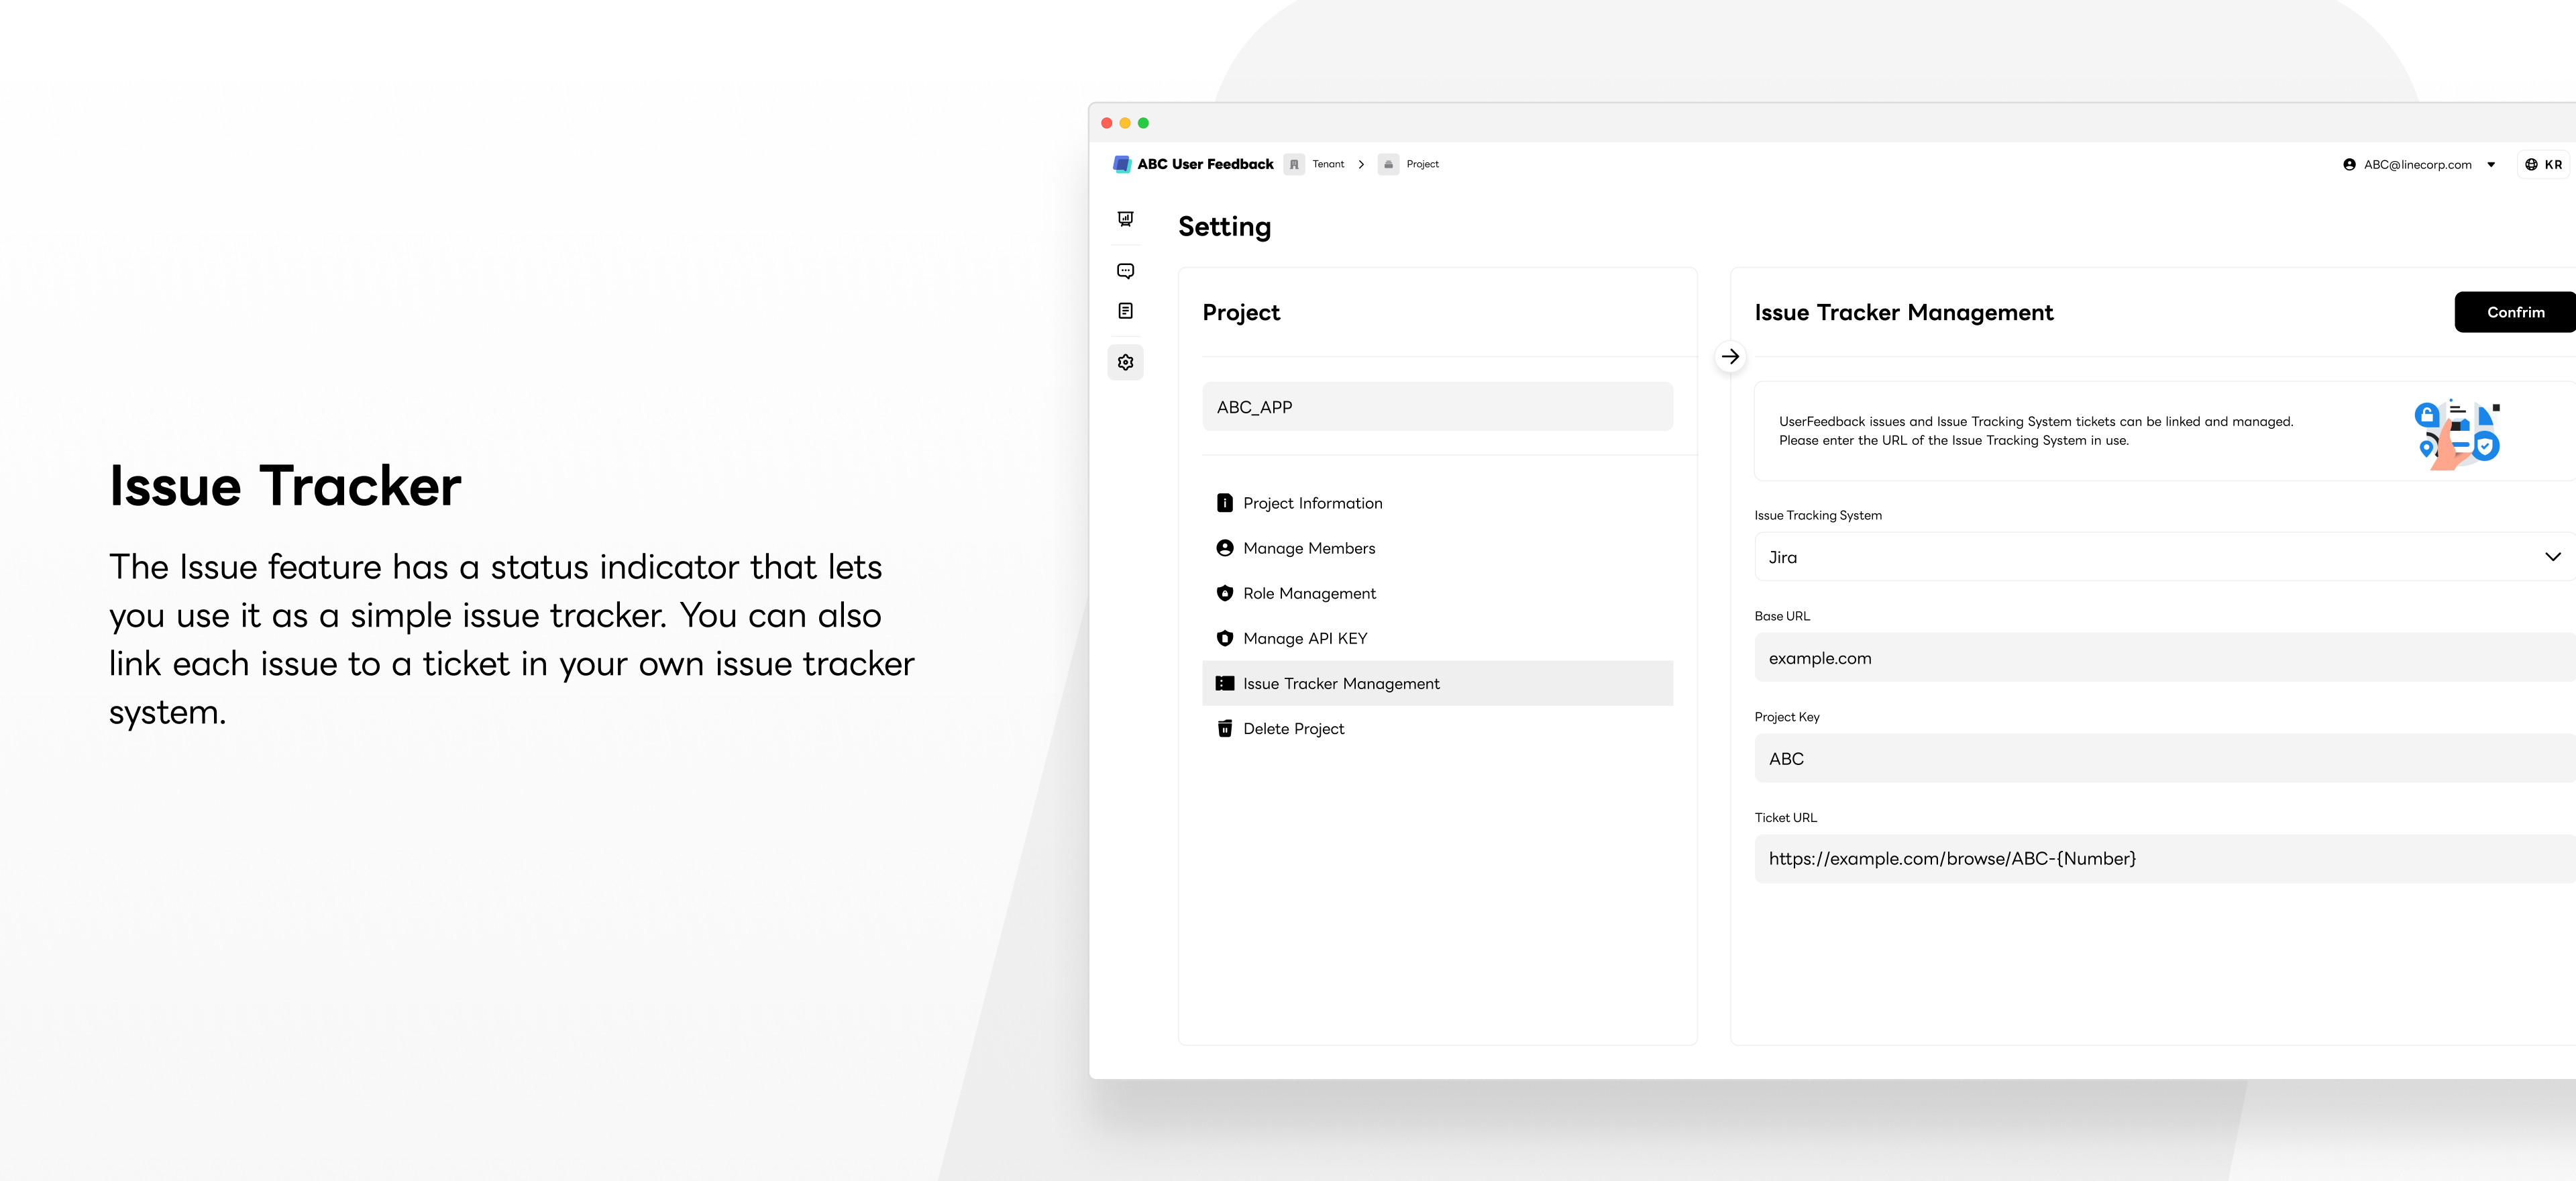 Issue Tracker
The Issue feature has a status indicator that lets
you use it as a simple issue tracker. You can also
link each issue to a ticket in your own issue tracker
system.
ABC User Feedback
Tenant
Project
ABC@linecorp.com
KR
Setting
Project
ABC_APP
Project Information
Manage Members
Role Management
Manage API KEY
Issue Tracker Management
Delete Project
Issue Tracker Management
Confrim
UserFeedback issues and Issue Tracking System tickets can be linked and managed.
Please enter the URL of the Issue Tracking System in use.
Issue Tracking System
Jira
Base URL
example.com
Project Key
ABC
Ticket URL
https://example.com/browse/ABC-{Number}